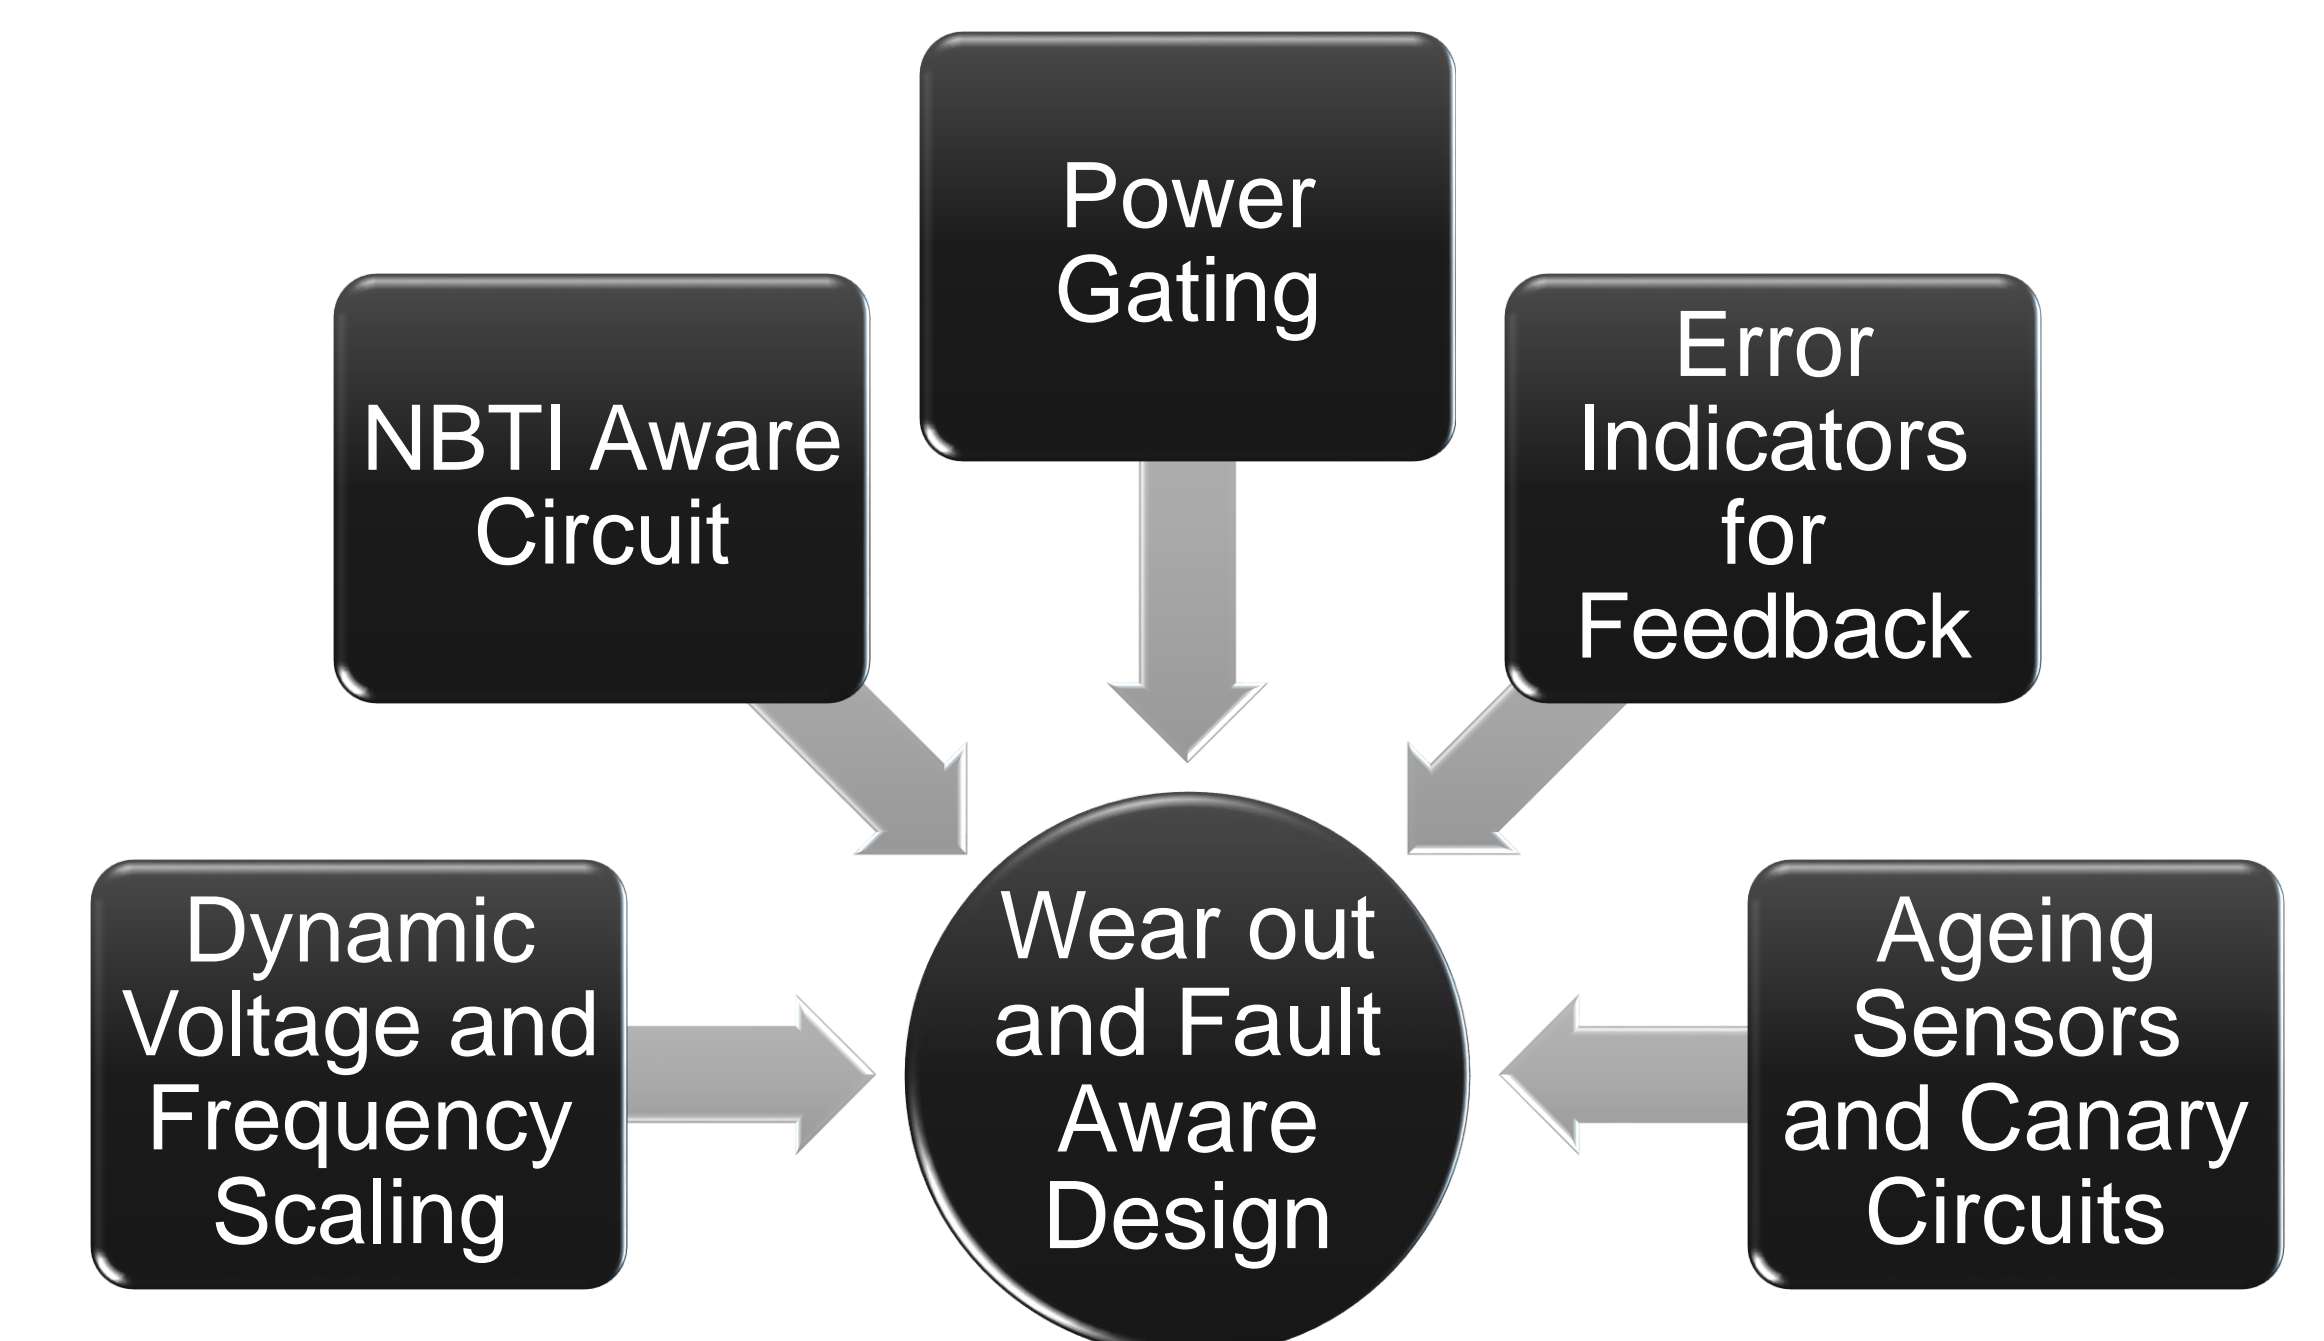 Power
Gating
NBTI Aware
Circuit
Error
Indicators
for
Feedback
Dynamic
Voltage and
Frequency
Scaling
Wear out
and Fault
Aware
Design
Ageing
Sensors
and Canary
Circuits